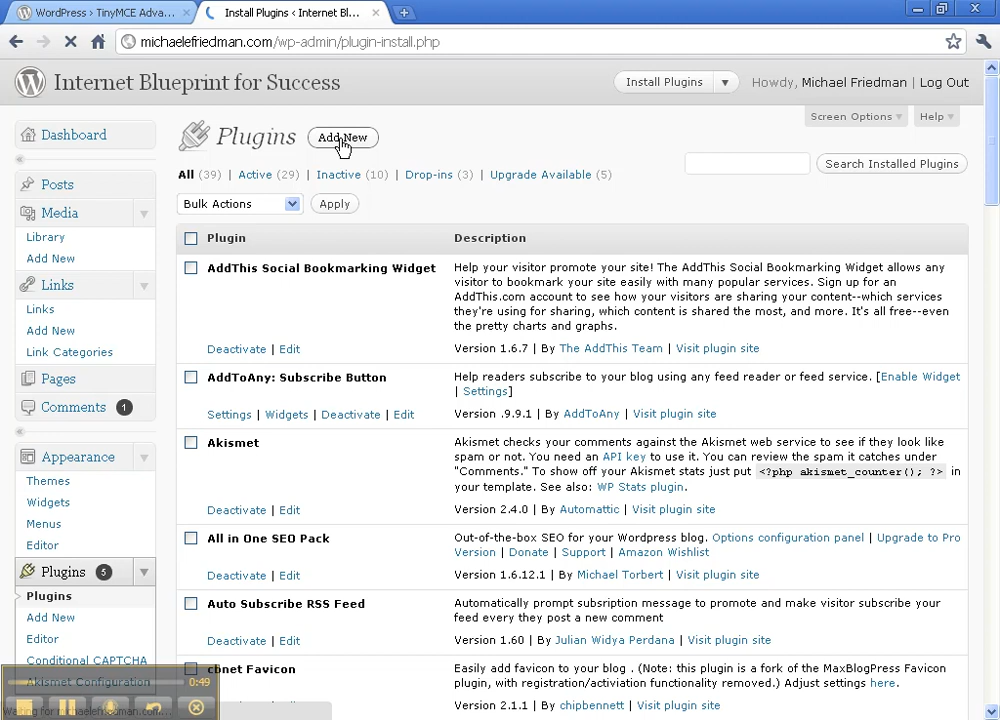 WordPress › TinyMCE Adva...
Install Plugins ‹ Internet Bl...
michaelefriedman.com/wp-admin/plugin-install.php
Internet Blueprint for Success
Install Plugins
Howdy, Michael Friedman | Log Out
Screen Options
Help
Dashboard
Posts
Media
Library
Add New
Links
Links
Add New
Link Categories
Pages
Comments 1
Appearance
Themes
Widgets
Menus
Editor
Plugins 5
Plugins
Add New
Editor
Conditional CAPTCHA
Akismet Configuration
0:49
Waiting for michaelefriedman.com...
Plugins
Add New
All (39) | Active (29) | Inactive (10) | Drop-ins (3) | Upgrade Available (5)
Search Installed Plugins
Bulk Actions
Apply
Plugin
Description
AddThis Social Bookmarking Widget
Help your visitor promote your site! The AddThis Social Bookmarking Widget allows any
visitor to bookmark your site easily with many popular services. Sign up for an
AddThis.com account to see how your visitors are sharing your content--which services
they're using for sharing, which content is shared the most, and more. It's all free--even
the pretty charts and graphs.
Deactivate | Edit
Version 1.6.7 | By The AddThis Team | Visit plugin site
AddToAny: Subscribe Button
Help readers subscribe to your blog using any feed reader or feed service. [Enable Widget
| Settings]
Settings | Widgets | Deactivate | Edit
Version .9.9.1 | By AddToAny | Visit plugin site
Akismet
Akismet checks your comments against the Akismet web service to see if they look like
spam or not. You need an API key to use it. You can review the spam it catches under
"Comments." To show off your Akismet stats just put <?php akismet_counter(); ?> in
your template. See also: WP Stats plugin.
Deactivate | Edit
Version 2.4.0 | By Automattic | Visit plugin site
All in One SEO Pack
Out-of-the-box SEO for your Wordpress blog. Options configuration panel | Upgrade to Pro
Version | Donate | Support | Amazon Wishlist
Deactivate | Edit
Version 1.6.12.1 | By Michael Torbert | Visit plugin site
Auto Subscribe RSS Feed
Automatically prompt subsription message to promote and make visitor subscribe your
feed every they post a new comment
Deactivate | Edit
Version 1.60 | By Julian Widya Perdana | Visit plugin site
cbnet Favicon
Easily add favicon to your blog . (Note: this plugin is a fork of the MaxBlogPress Favicon
plugin, with registration/activiation functionality removed.) Adjust settings here.
Version 2.1.1 | By chipbennett | Visit plugin site